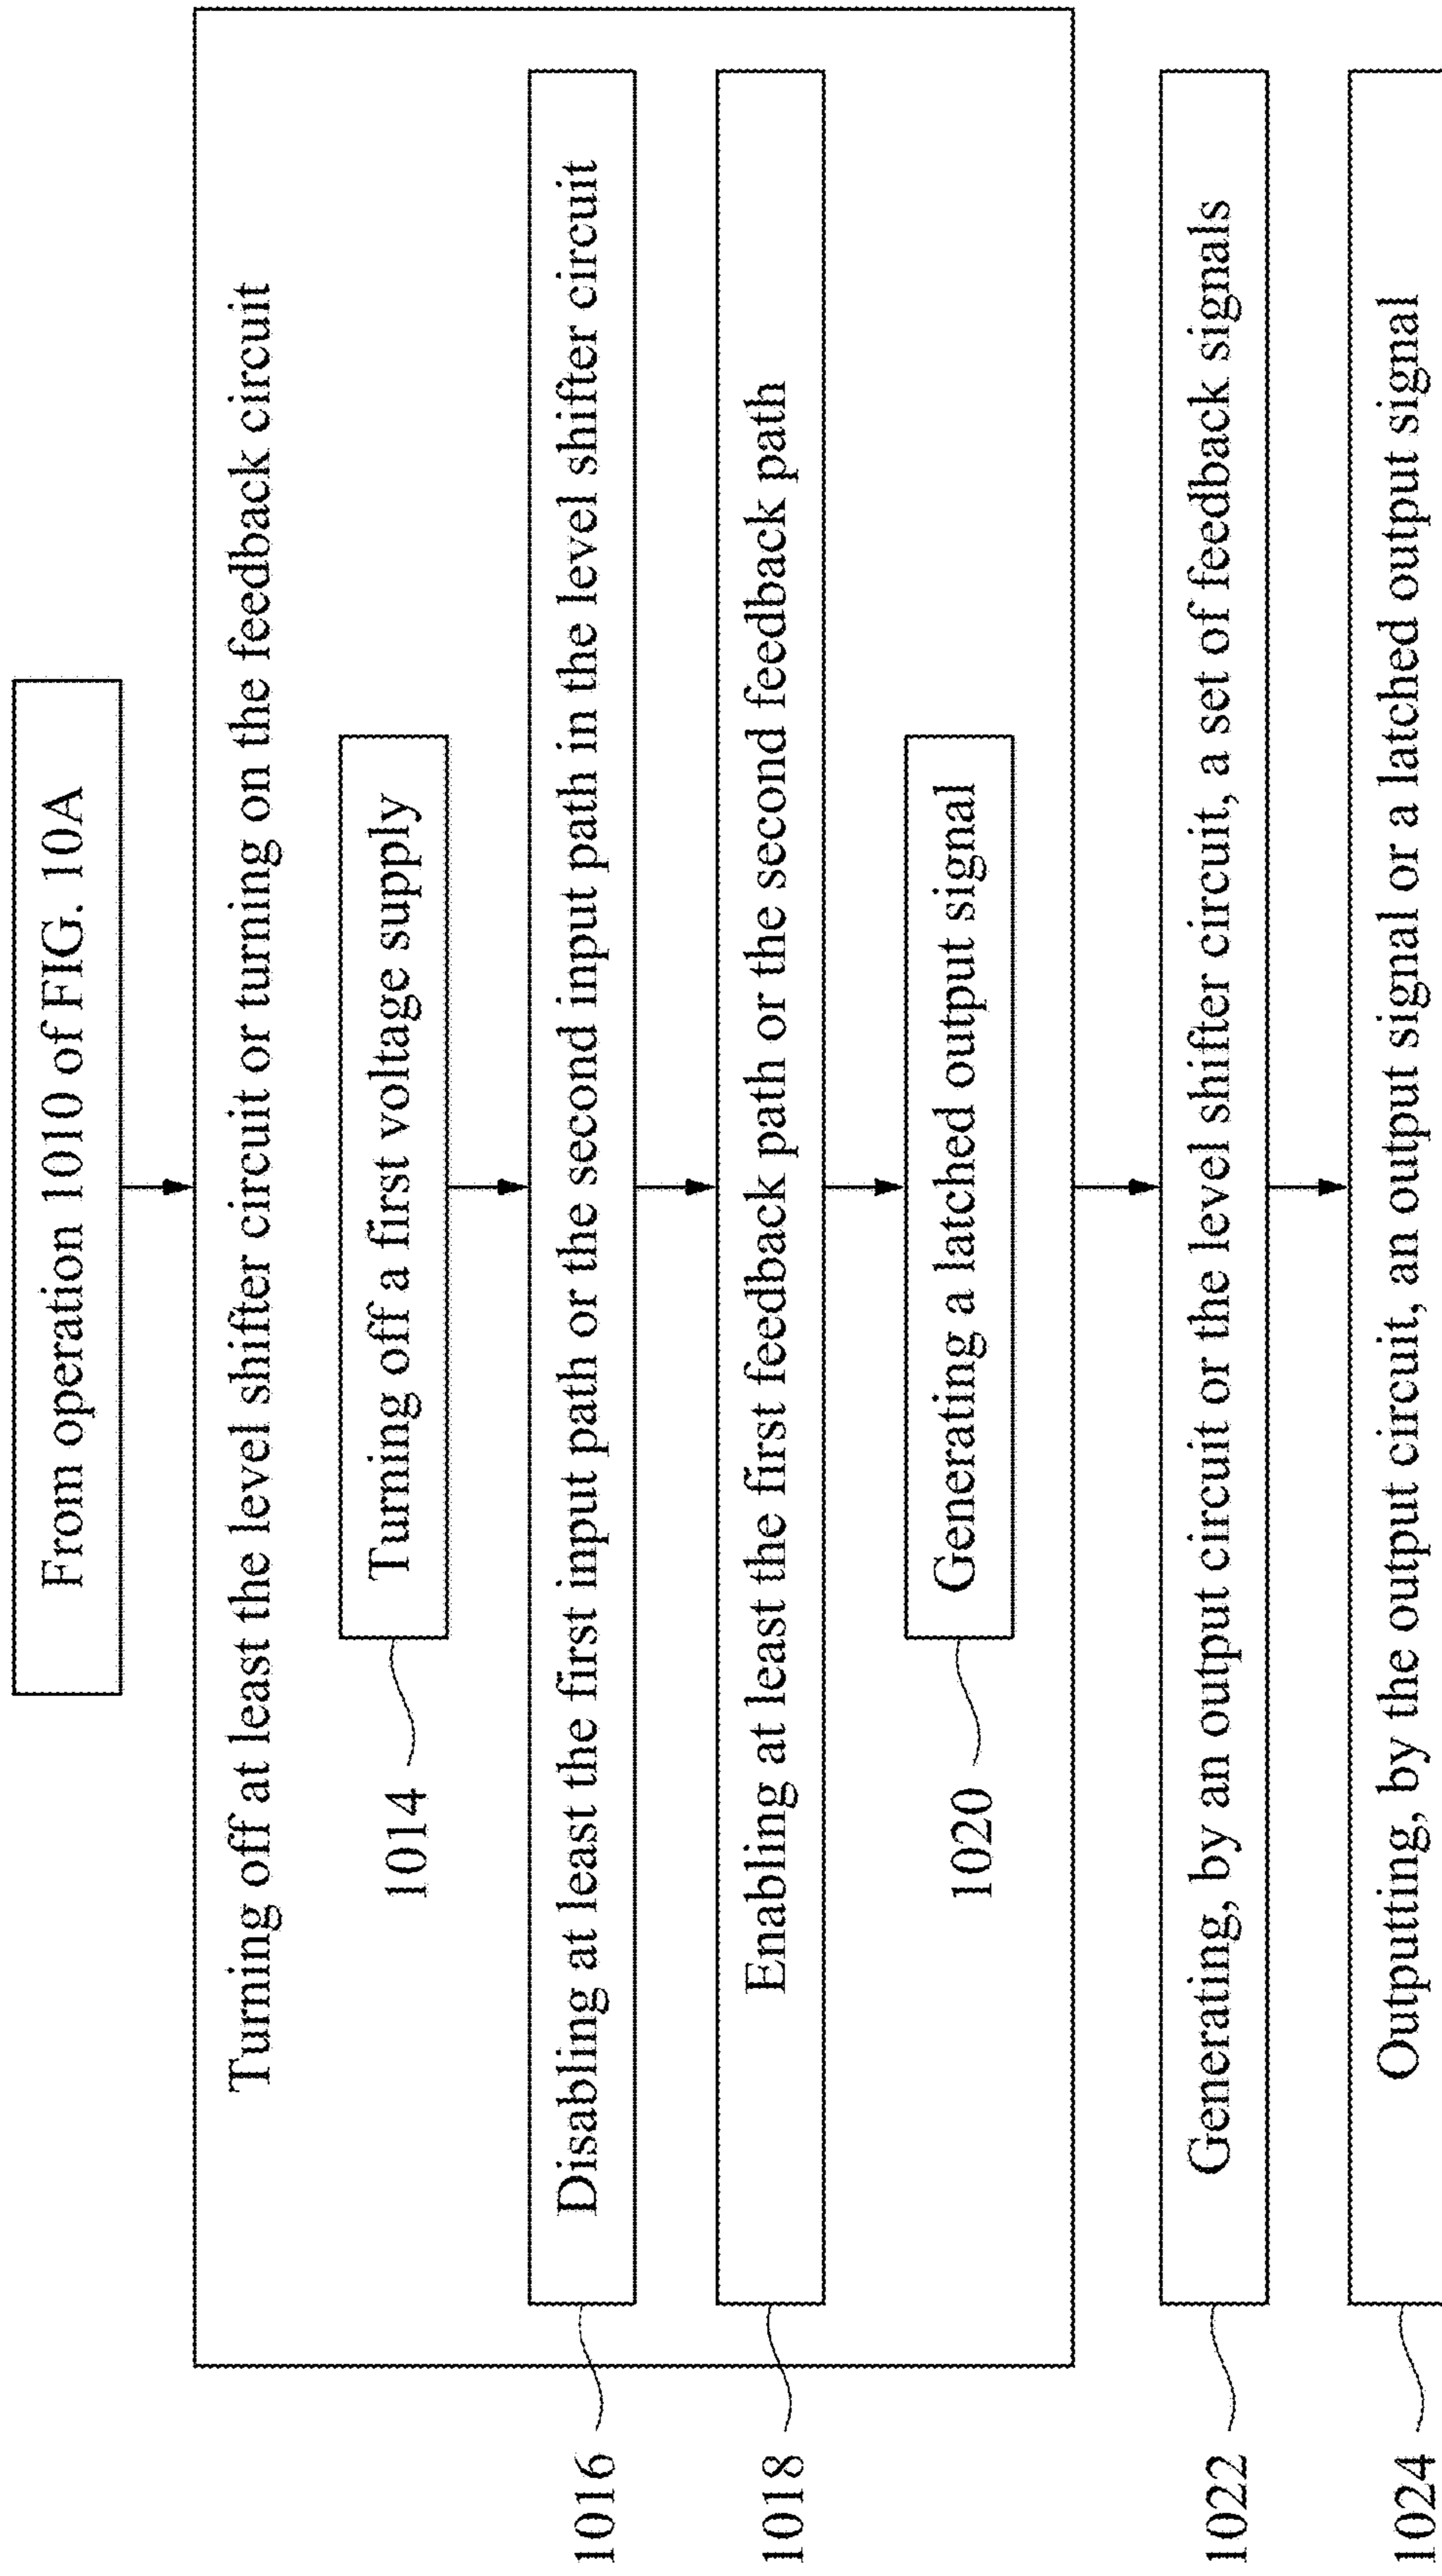 From operation 1010 of FIG. 10A
Turning off at least the level shifter circuit or turning on the feedback circuit
Turning off a first voltage supply
1014
Disabling at least the first input path or the second input path in the level shifter circuit
1016
Enabling at least the first feedback path or the second feedback path
1018
Generating a latched output signal
1020
Generating, by an output circuit or the level shifter circuit, a set of feedback signals
1022
Outputting, by the output circuit, an output signal or a latched output signal
1024